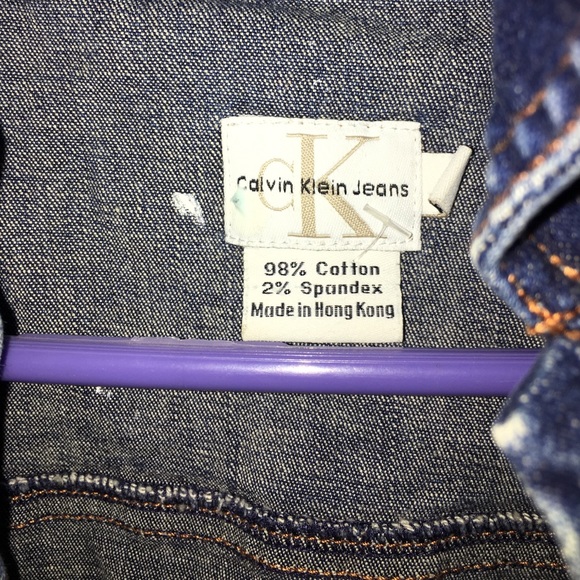 cK
Calvin Klein Jeans
98% Cotton
2% Spandex
Made in Hong Kong